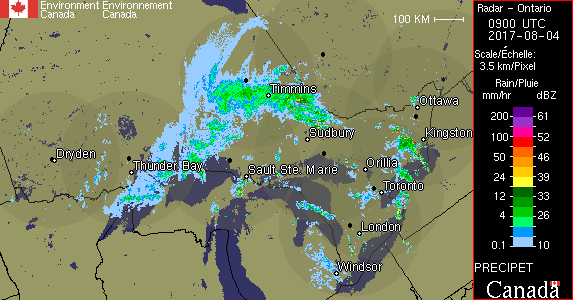 Environment Environnement
Canada Canada
100 KM
Timmins
Ottawa
Sudbury
Kingston
Dryden
Thunder Bay
Sault Ste. Marie
Orillia
Toronto
London
Windsor
Radar - Ontario
0900 UTC
2017-08-04
Scale/Échelle:
3.5 km/Pixel
Rain/Pluie
mm/hr dBZ
200 61
100 52
50 46
24 39
12 33
4 26
0.1 10
PRECIPET
Canada